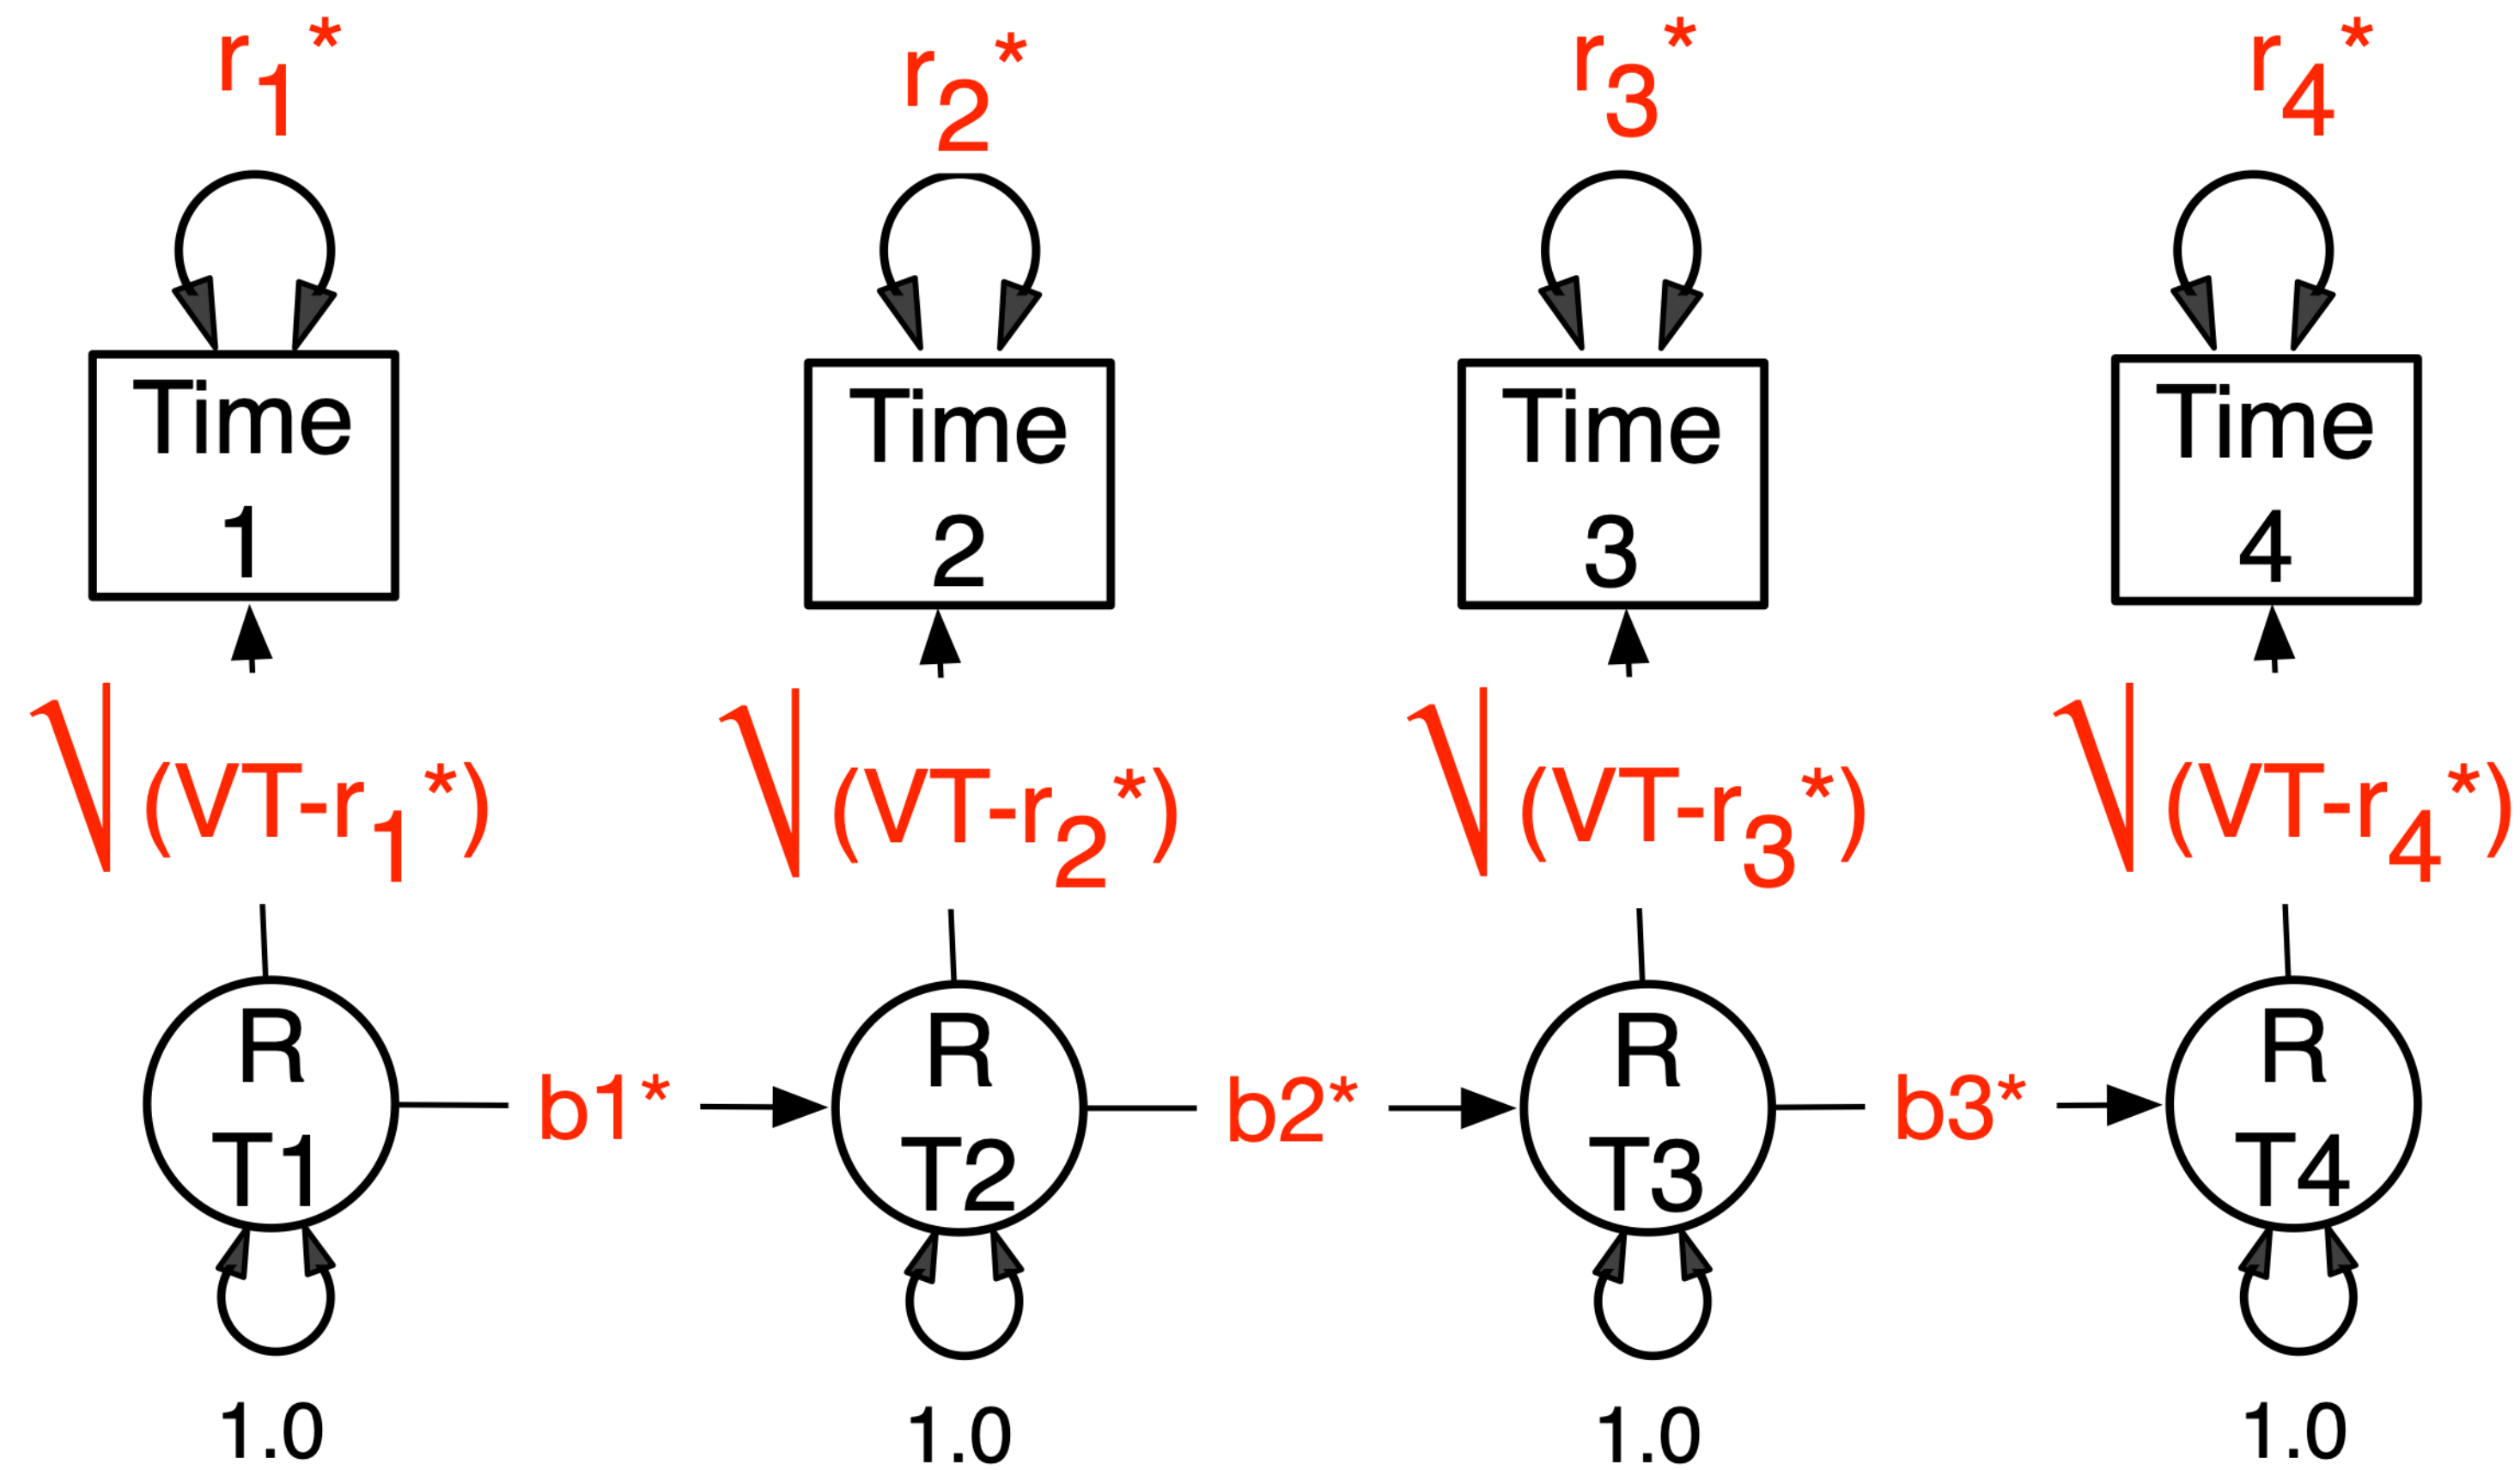 r1* r2* r3* r4*
Time Time Time Time
1 2 3 4
√(VT-r1*) √(VT-r2*) √(VT-r3*) √(VT-r4*)
R R R R
b1* b2* b3*
T1 T2 T3 T4
1.0 1.0 1.0 1.0